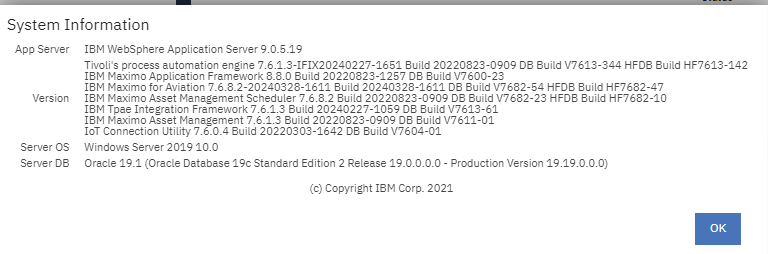 System Information
App Server IBM WebSphere Application Server 9.0.5.19
Tivoli's process automation engine 7.6.1.3-IFIX20240227-1651 Build 20220823-0909 DB Build V7613-344 HFDB Build HF7613-142
IBM Maximo Application Framework 8.8.0 Build 20220823-1257 DB Build V7600-23
IBM Maximo for Aviation 7.6.8.2-20240328-1611 Build 20240328-1611 DB Build V7682-54 HFDB Build HF7682-47
Version IBM Maximo Asset Management Scheduler 7.6.8.2 Build 20220823-0909 DB Build V7682-23 HFDB Build HF7682-10
IBM Tpae Integration Framework 7.6.1.3 Build 20240227-1059 DB Build V7613-61
IBM Maximo Asset Management 7.6.1.3 Build 20220823-0909 DB Build V7611-01
IoT Connection Utility 7.6.0.4 Build 20220303-1642 DB Build V7604-01
Server OS Windows Server 2019 10.0
Server DB Oracle 19.1 (Oracle Database 19c Standard Edition 2 Release 19.0.0.0.0 - Production Version 19.19.0.0.0)
(c) Copyright IBM Corp. 2021
OK